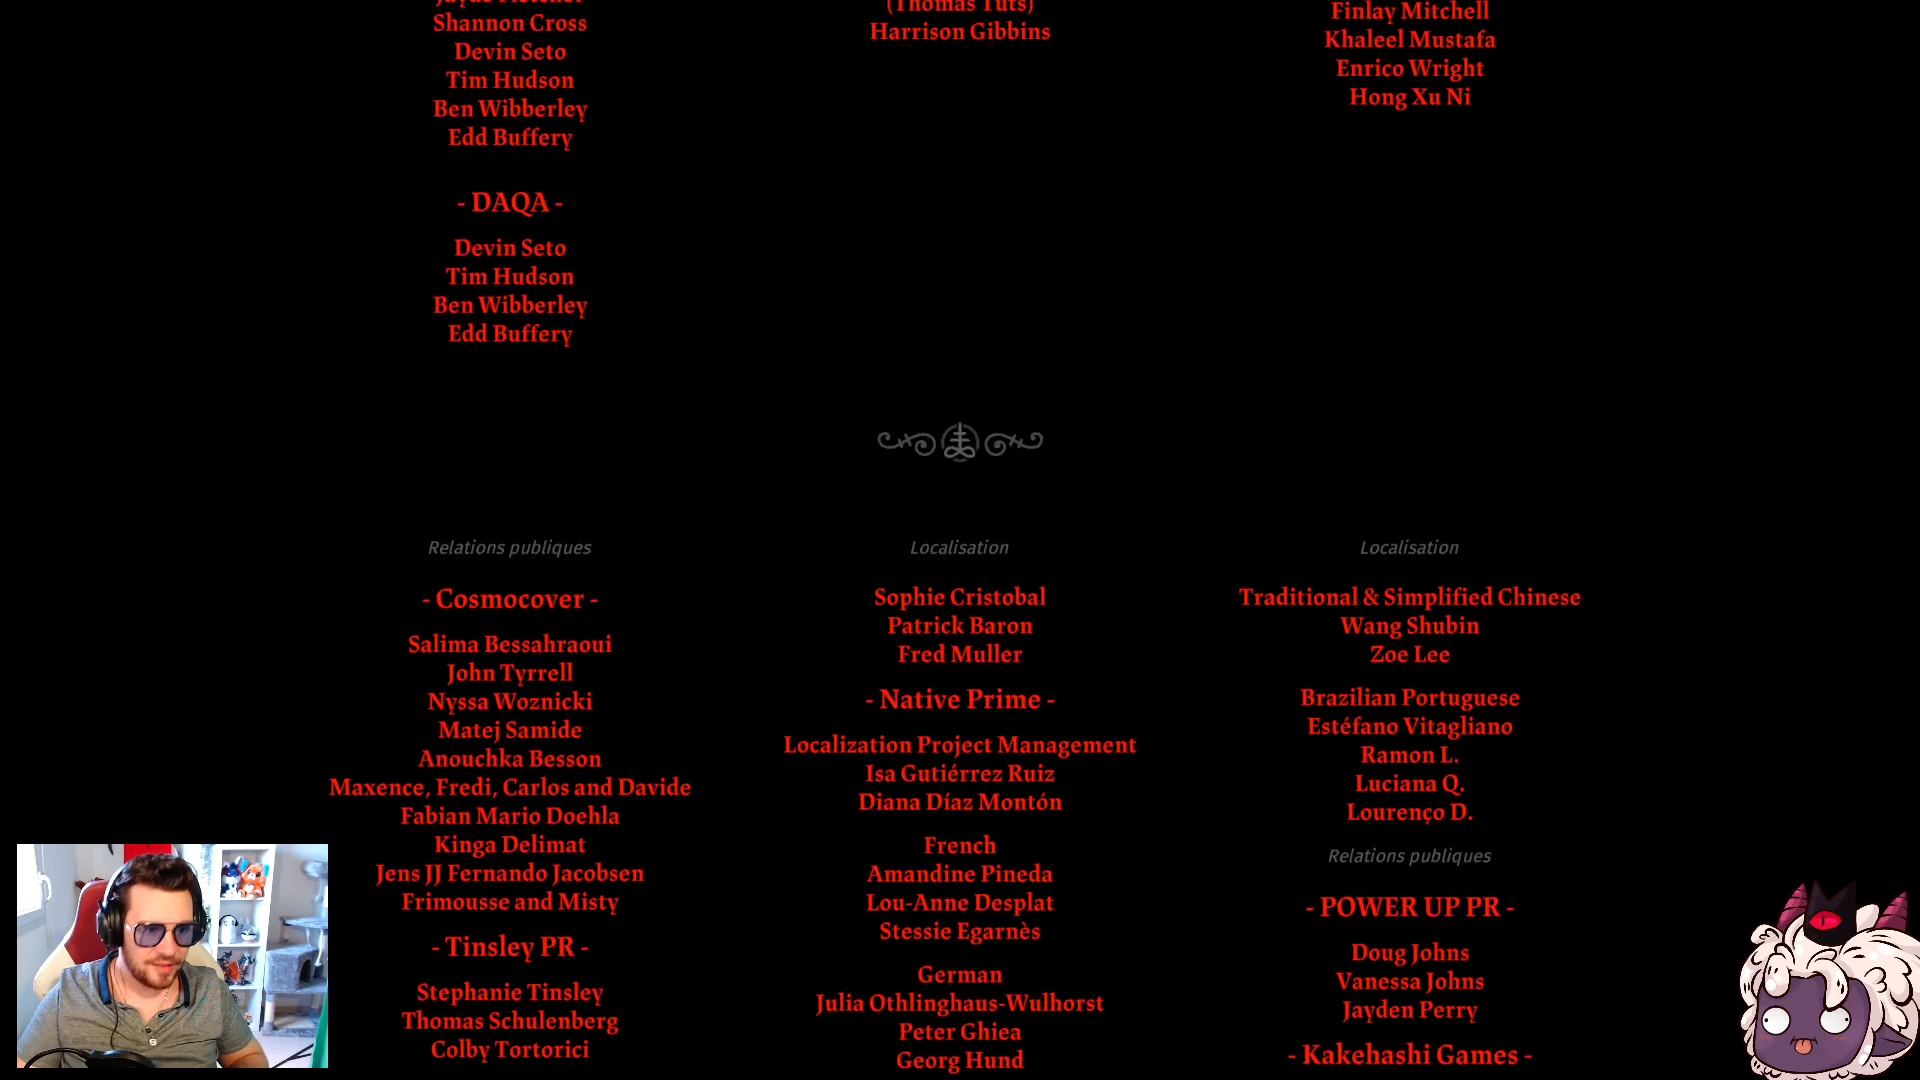 Shannon Cross
Devin Seto
Tim Hudson
Ben Wibberley
Edd Buffery
- DAQA -
Devin Seto
Tim Hudson
Ben Wibberley
Edd Buffery
(Thomas Tuts)
Harrison Gibbins
Finlay Mitchell
Khaleel Mustafa
Enrico Wright
Hong Xu Ni
Relations publiques
- Cosmocover -
Salima Bessahraoui
John Tyrrell
Nyssa Woznicki
Matej Samide
Anouchka Besson
Maxence, Fredi, Carlos and Davide
Fabian Mario Doehla
Kinga Delimat
Jens JJ Fernando Jacobsen
Frimousse and Misty
- Tinsley PR -
Stephanie Tinsley
Thomas Schulenberg
Colby Tortorici
Localisation
Sophie Cristobal
Patrick Baron
Fred Muller
- Native Prime -
Localization Project Management
Isa Gutiérrez Ruiz
Diana Díaz Montón
French
Amandine Pineda
Lou-Anne Desplat
Stessie Egarnès
German
Julia Othlinghaus-Wulhorst
Peter Ghiea
Georg Hund
Localisation
Traditional & Simplified Chinese
Wang Shubin
Zoe Lee
Brazilian Portuguese
Estéfano Vitagliano
Ramon L.
Luciana Q.
Lourenço D.
Relations publiques
- POWER UP PR -
Doug Johns
Vanessa Johns
Jayden Perry
- Kakehashi Games -